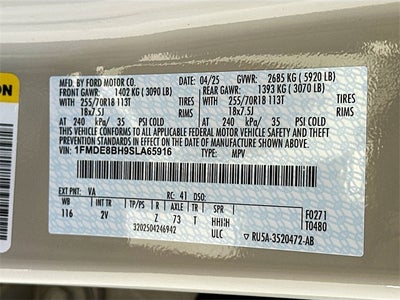 ON
MFD. BY FORD MOTOR CO. 04/25 GVWR: 2685 KG (5920 LB)
FRONT GAWR: 1402 KG (3090 LB) REAR GAWR: 1393 KG (3070 LB)
WITH WITH
255/70R18 113T TIRES 255/70R18 113T TIRES
18x7.5J RIMS 18x7.5J RIMS
AT 240 kPa/ 35 PSI COLD AT 240 kPa/ 35 PSI COLD
THIS VEHICLE CONFORMS TO ALL APPLICABLE FEDERAL MOTOR VEHICLE SAFETY AND THEFT
PREVENTION STANDARDS IN EFFECT ON THE DATE OF MANUFACTURE SHOWN ABOVE.
VIN: 1FMDE8BH9SLA65916 TYPE: MPV
EXT PNT: VA RC: 41 DSO:
WB BRK INT TR TP/PS R AXLE TR SPR F0271
116 2V Z 73 T HHIH T0480
3202504246942 ULC
RU5A-3520472-AB